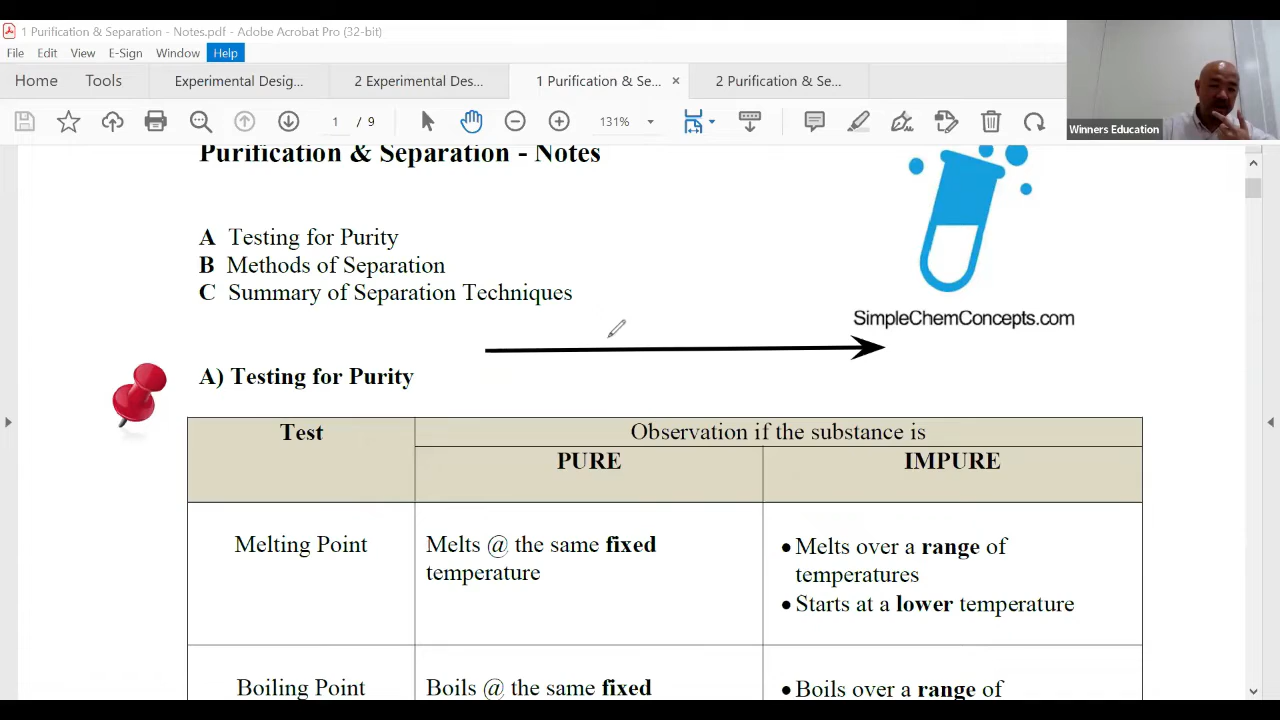 1 Purification & Separation - Notes.pdf - Adobe Acrobat Pro (32-bit)
File Edit View E-Sign Window Help
Home Tools Experimental Desig... 2 Experimental Des... 1 Purification & Se... × 2 Purification & Se...
1 / 9 131%
Winners Education
Purification & Separation - Notes
A Testing for Purity
B Methods of Separation
C Summary of Separation Techniques
SimpleChemConcepts.com
A) Testing for Purity
Test
Observation if the substance is
PURE
IMPURE
Melting Point
Melts @ the same fixed
temperature
• Melts over a range of
temperatures
• Starts at a lower temperature
Boiling Point
Boils @ the same fixed
• Boils over a range of